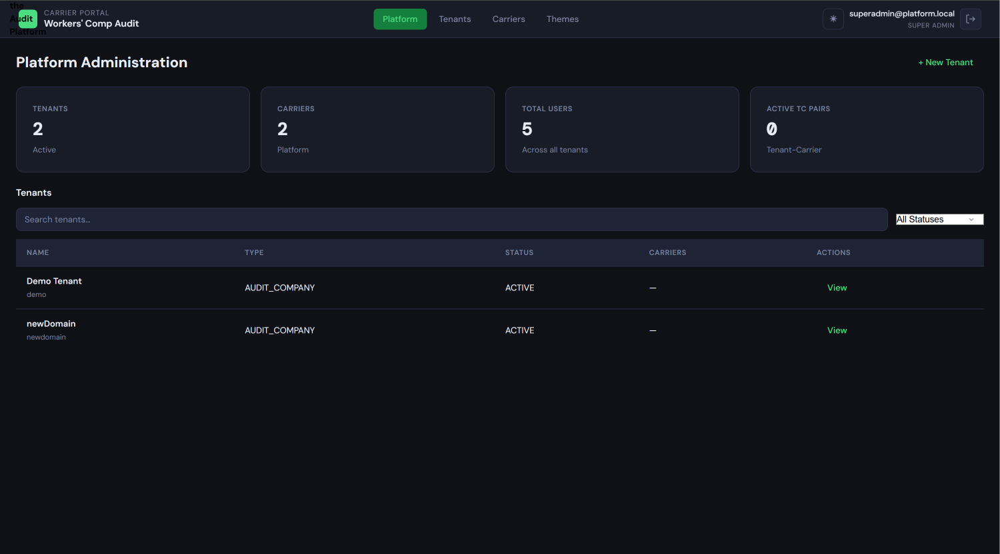 the
Audit
Platform
CARRIER PORTAL
Workers' Comp Audit
Platform
Tenants
Carriers
Themes
superadmin@platform.local
SUPER ADMIN
Platform Administration
+ New Tenant
TENANTS
2
Active
CARRIERS
2
Platform
TOTAL USERS
5
Across all tenants
ACTIVE TC PAIRS
0
Tenant-Carrier
Tenants
Search tenants...
All Statuses
NAME TYPE STATUS CARRIERS ACTIONS
Demo Tenant
demo
AUDIT_COMPANY ACTIVE — View
newDomain
newdomain
AUDIT_COMPANY ACTIVE — View